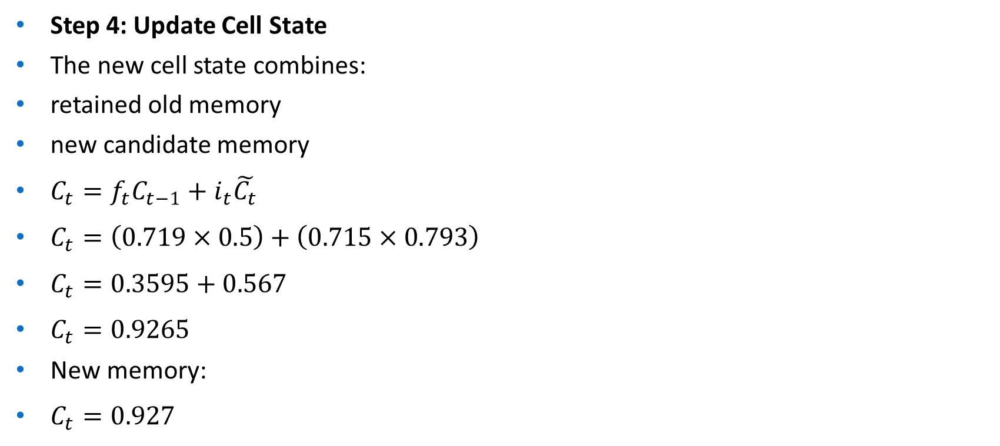 • Step 4: Update Cell State
• The new cell state combines:
• retained old memory
• new candidate memory
• $C_t = f_t C_{t-1} + i_t \widetilde{C}_t$
• $C_t = (0.719 \times 0.5) + (0.715 \times 0.793)$
• $C_t = 0.3595 + 0.567$
• $C_t = 0.9265$
• New memory:
• $C_t = 0.927$